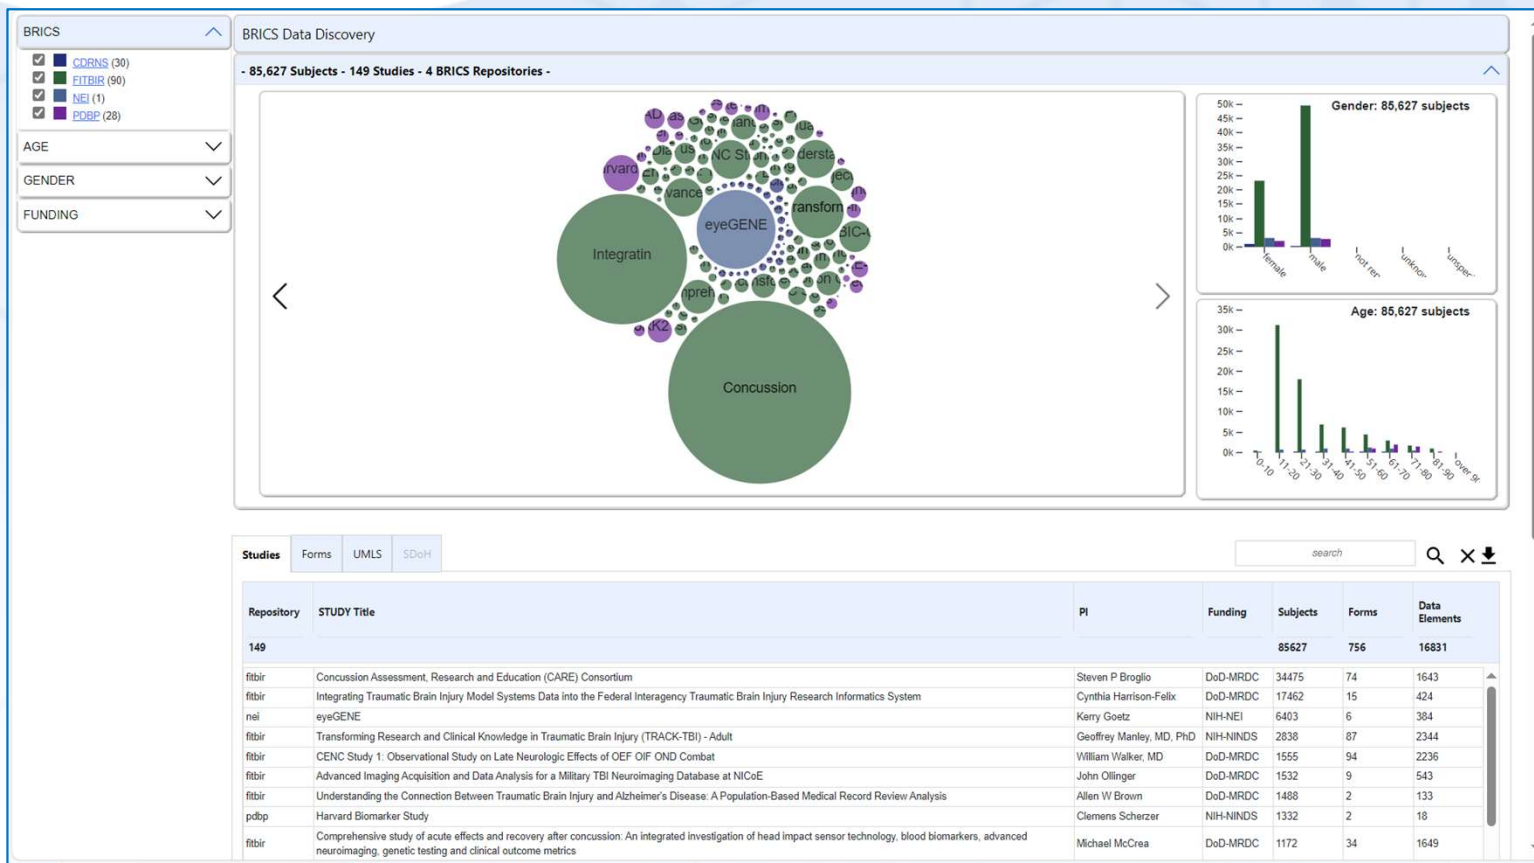 BRICS
CDRNS (30)
FITBIR (90)
NEI (1)
PDBP (28)
AGE
GENDER
FUNDING
BRICS Data Discovery
- 85,627 Subjects - 149 Studies - 4 BRICS Repositories -
NC St
dersta
rvard
vance
ransforn
eyeGENE
BIC-
Integratin
npreh
Concussion
Gender: 85,627 subjects
50k
45k
40k
35k
30k
25k
20k
15k
10k
5k
0k
female
male
not rep
unkno
unspe
Age: 85,627 subjects
35k
30k
25k
20k
15k
10k
5k
0k
0-10
11-20
21-30
31-40
41-50
51-60
61-70
71-80
81-90
over 9
Studies Forms UMLS SDoH
search
Repository STUDY Title PI Funding Subjects Forms Data Elements
149 85627 756 16831
fitbir Concussion Assessment, Research and Education (CARE) Consortium Steven P Broglio DoD-MRDC 34475 74 1643
fitbir Integrating Traumatic Brain Injury Model Systems Data into the Federal Interagency Traumatic Brain Injury Research Informatics System Cynthia Harrison-Felix DoD-MRDC 17462 15 424
nei eyeGENE Kerry Goetz NIH-NEI 6403 6 384
fitbir Transforming Research and Clinical Knowledge in Traumatic Brain Injury (TRACK-TBI) - Adult Geoffrey Manley, MD, PhD NIH-NINDS 2838 87 2344
fitbir CENC Study 1: Observational Study on Late Neurologic Effects of OEF OIF OND Combat William Walker, MD DoD-MRDC 1555 94 2236
fitbir Advanced Imaging Acquisition and Data Analysis for a Military TBI Neuroimaging Database at NICoE John Ollinger DoD-MRDC 1532 9 543
fitbir Understanding the Connection Between Traumatic Brain Injury and Alzheimer's Disease: A Population-Based Medical Record Review Analysis Allen W Brown DoD-MRDC 1488 2 133
pdbp Harvard Biomarker Study Clemens Scherzer NIH-NINDS 1332 2 18
fitbir Comprehensive study of acute effects and recovery after concussion: An integrated investigation of head impact sensor technology, blood biomarkers, advanced
neuroimaging, genetic testing and clinical outcome metrics Michael McCrea DoD-MRDC 1172 34 1649